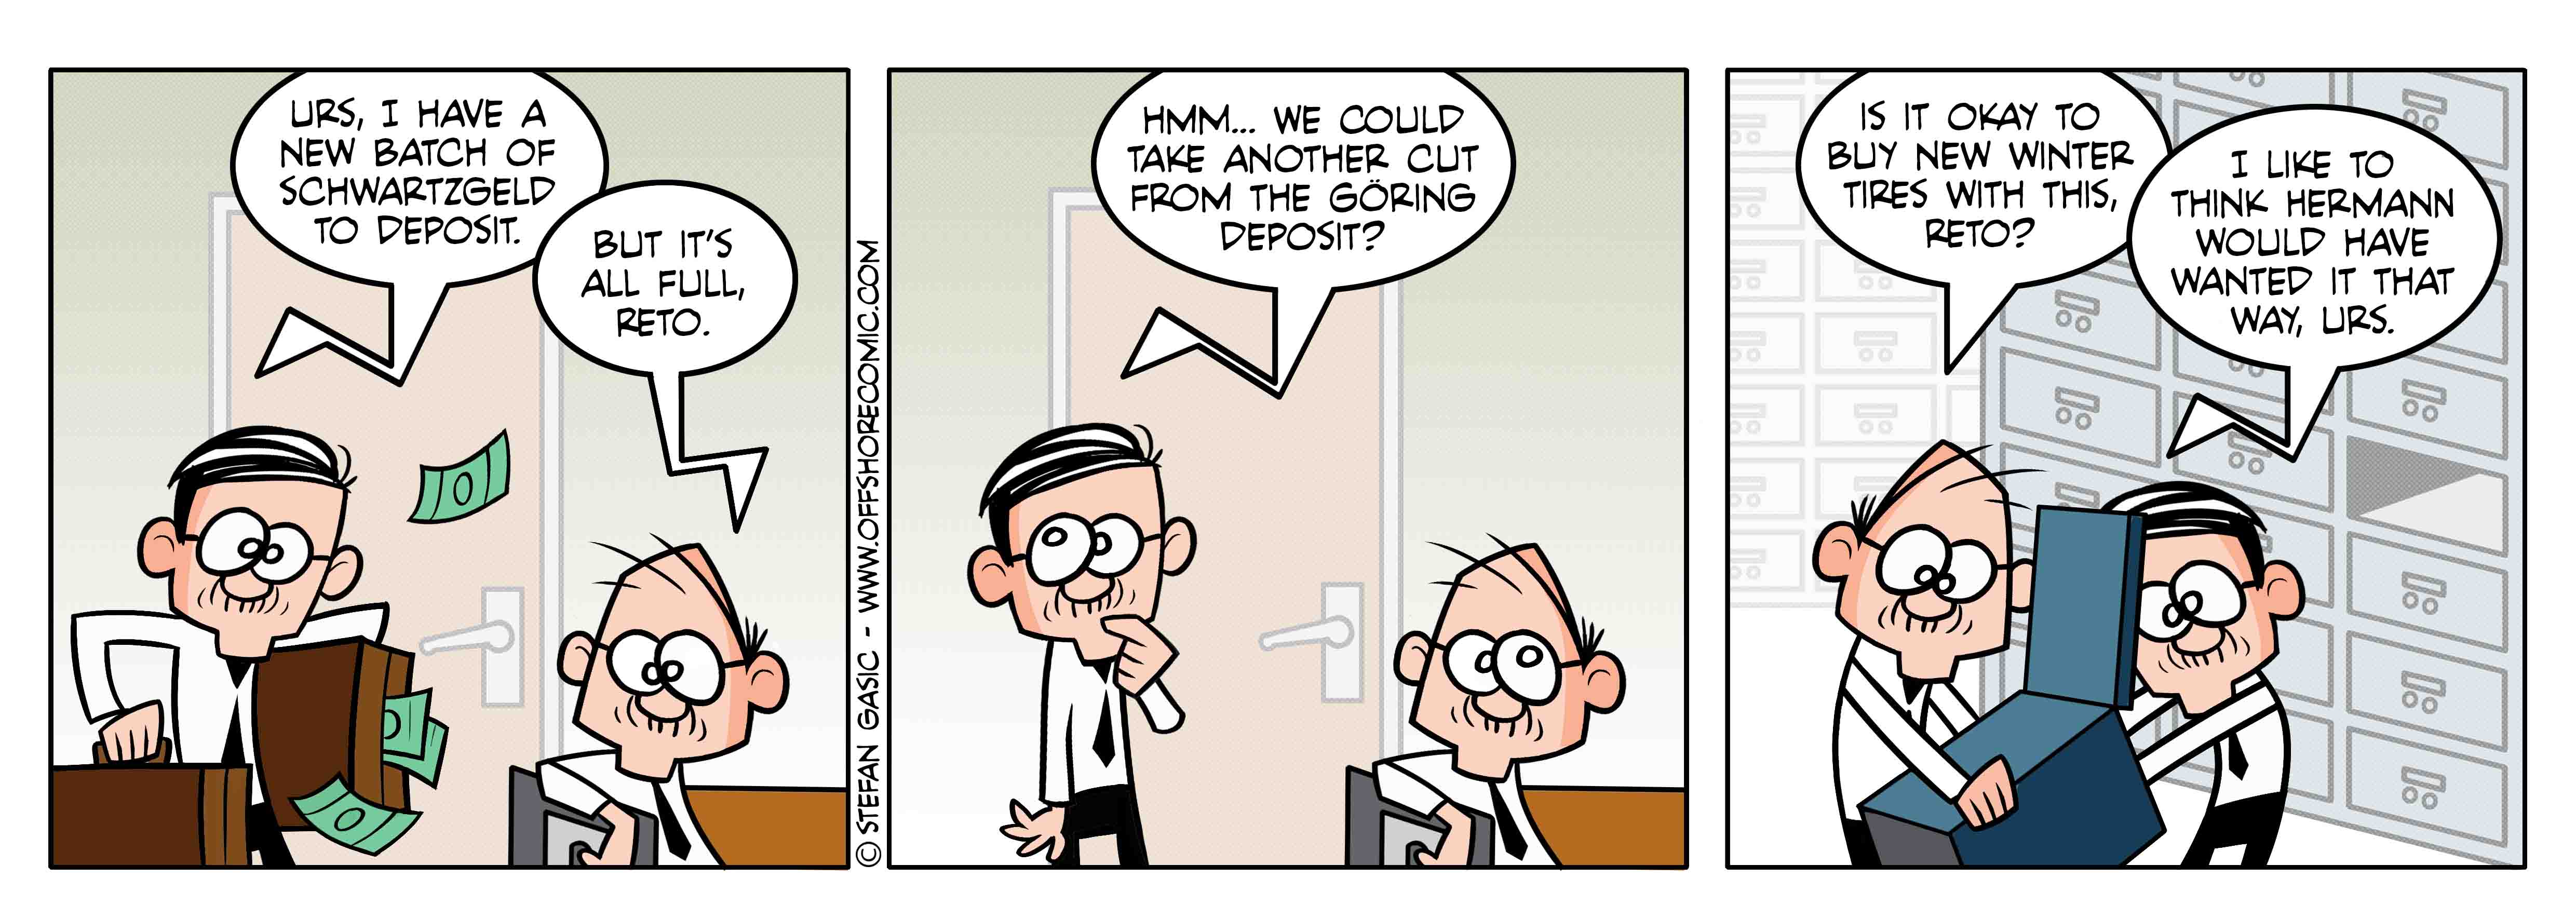 URS, I HAVE A
NEW BATCH OF
SCHWARTZGELD
TO DEPOSIT.
BUT IT'S
ALL FULL,
RETO.
© STEFAN GASIC - WWW.OFFSHORECOMIC.COM
HMM... WE COULD
TAKE ANOTHER CUT
FROM THE GÖRING
DEPOSIT?
IS IT OKAY TO
BUY NEW WINTER
TIRES WITH THIS,
RETO?
I LIKE TO
THINK HERMANN
WOULD HAVE
WANTED IT THAT
WAY, URS.